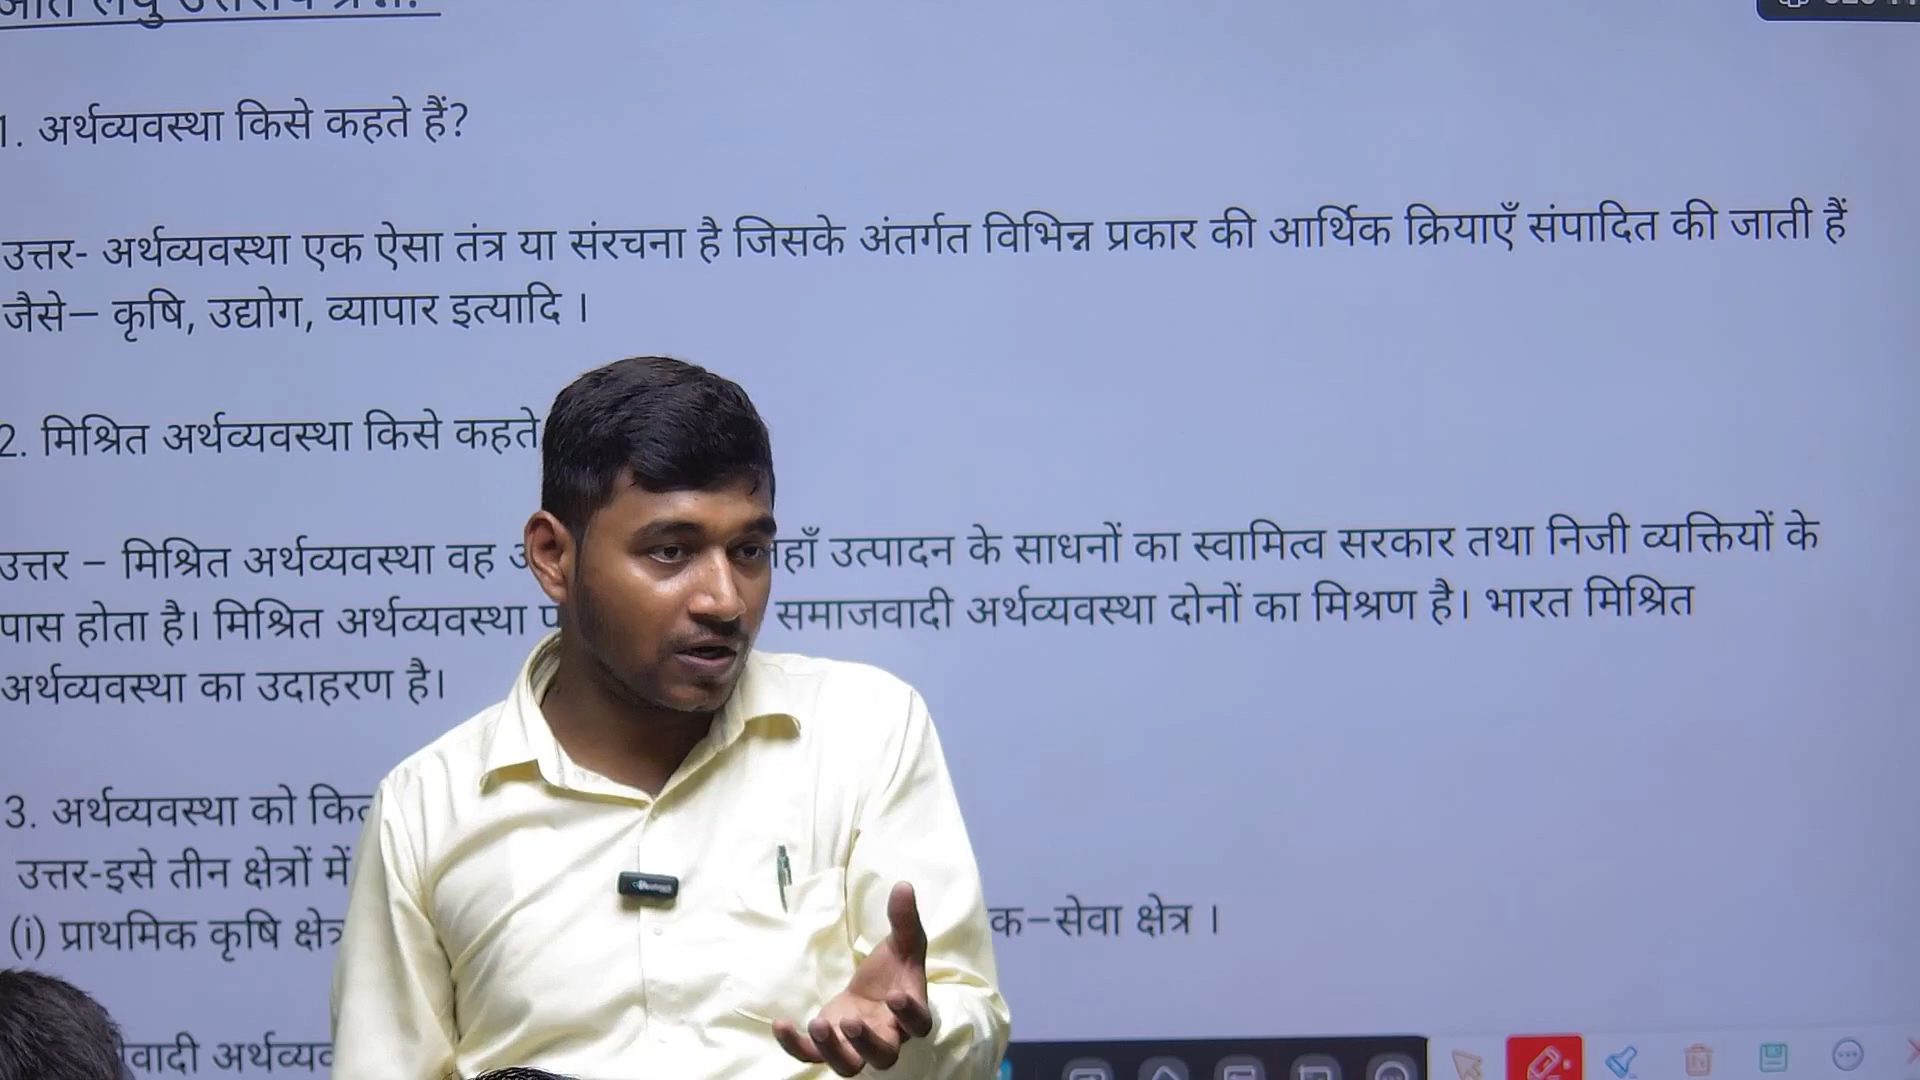 1. अर्थव्यवस्था किसे कहते हैं?
उत्तर- अर्थव्यवस्था एक ऐसा तंत्र या संरचना है जिसके अंतर्गत विभिन्न प्रकार की आर्थिक क्रियाएँ संपादित की जाती हैं
जैसे– कृषि, उद्योग, व्यापार इत्यादि ।
2. मिश्रित अर्थव्यवस्था किसे कहते
उत्तर – मिश्रित अर्थव्यवस्था वह उत्पादन के साधनों का स्वामित्व सरकार तथा निजी व्यक्तियों के
पास होता है। मिश्रित अर्थव्यवस्था समाजवादी अर्थव्यवस्था दोनों का मिश्रण है। भारत मिश्रित
अर्थव्यवस्था का उदाहरण है।
3. अर्थव्यवस्था को
उत्तर-इसे तीन क्षेत्रों में
(i) प्राथमिक कृषि सेवा क्षेत्र ।